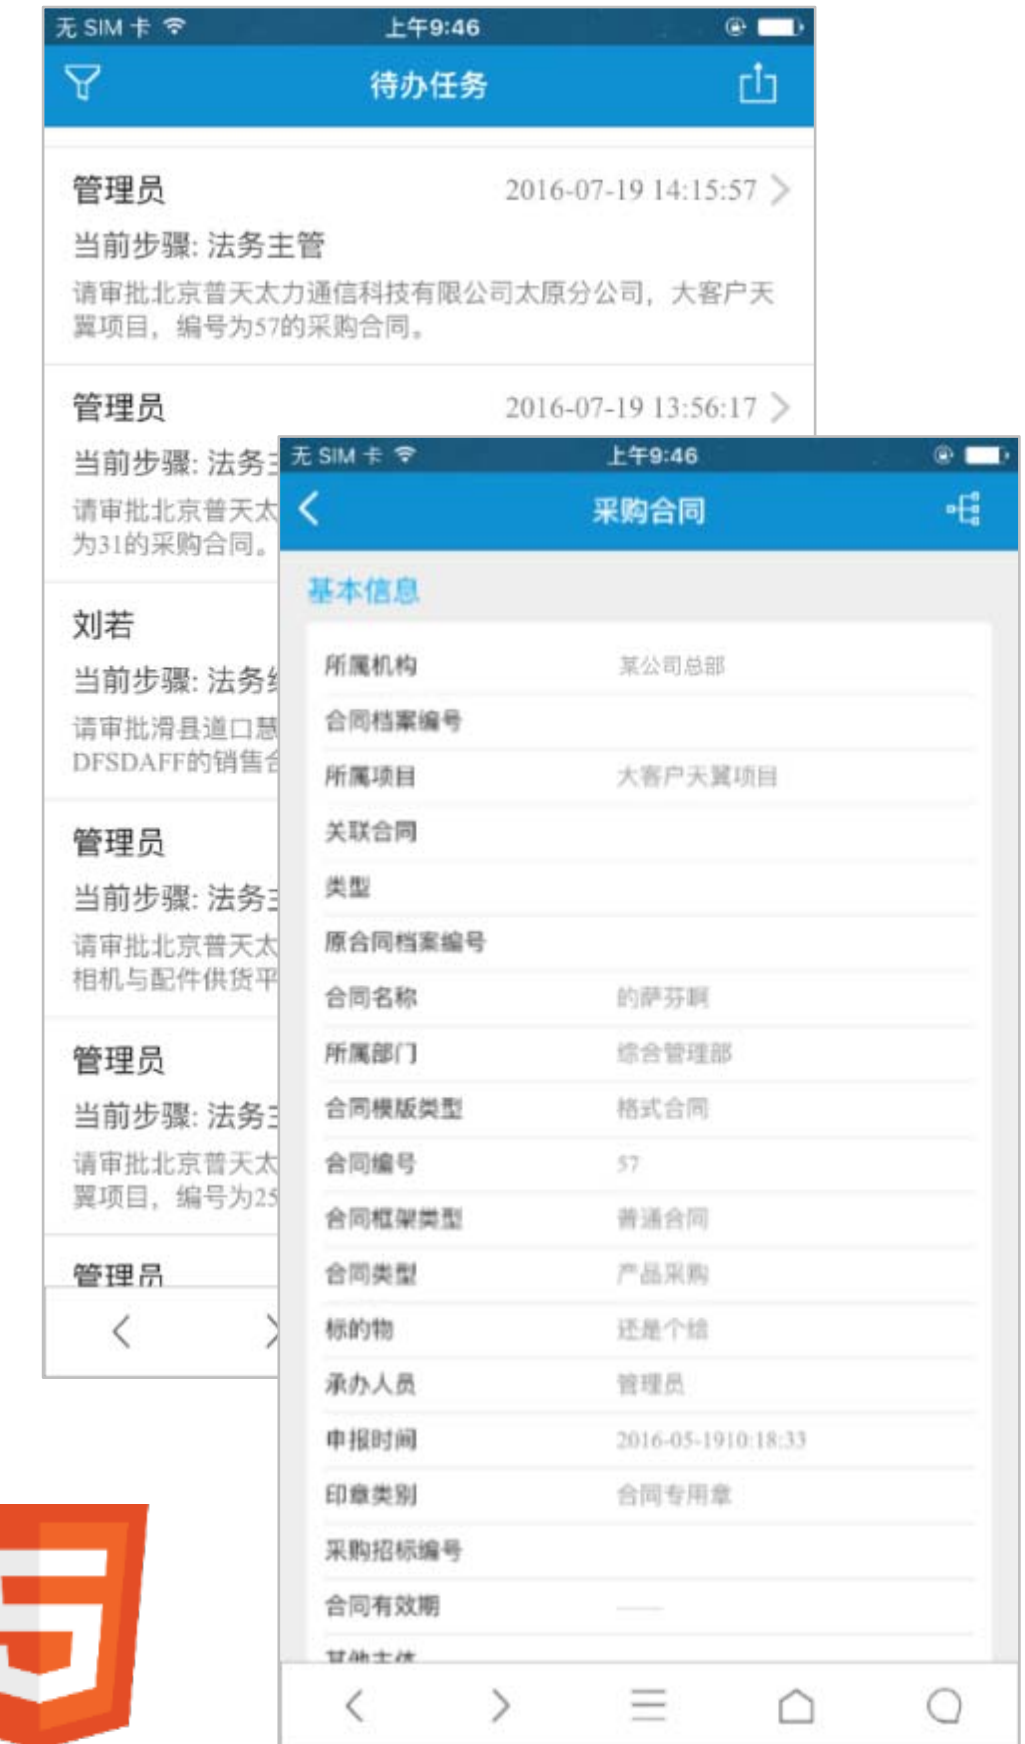 无 SIM 卡
上午9:46
待办任务
管理员
2016-07-19 14:15:57
当前步骤: 法务主管
请审批北京普天太力通信科技有限公司太原分公司，大客户天
翼项目，编号为57的采购合同。
管理员
2016-07-19 13:56:17
当前步骤: 法务
请审批北京普天太
为31的采购合同。
刘若
当前步骤: 法务
请审批滑县道口慧
DFSDAFF的销售合
管理员
当前步骤: 法务
请审批北京普天太
相机与配件供货平
管理员
当前步骤: 法务
请审批北京普天太
翼项目，编号为25
管理员
无 SIM 卡
上午9:46
采购合同
基本信息
所属机构 某公司总部
合同档案编号
所属项目 大客户天翼项目
关联合同
类型
原合同档案编号
合同名称 的萨芬啊
所属部门 综合管理部
合同模版类型 格式合同
合同编号 57
合同框架类型 普通合同
合同类型 产品采购
标的物 还是个给
承办人员 管理员
申报时间 2016-05-1910:18:33
印章类别 合同专用章
采购招标编号
合同有效期 ——
其他主体